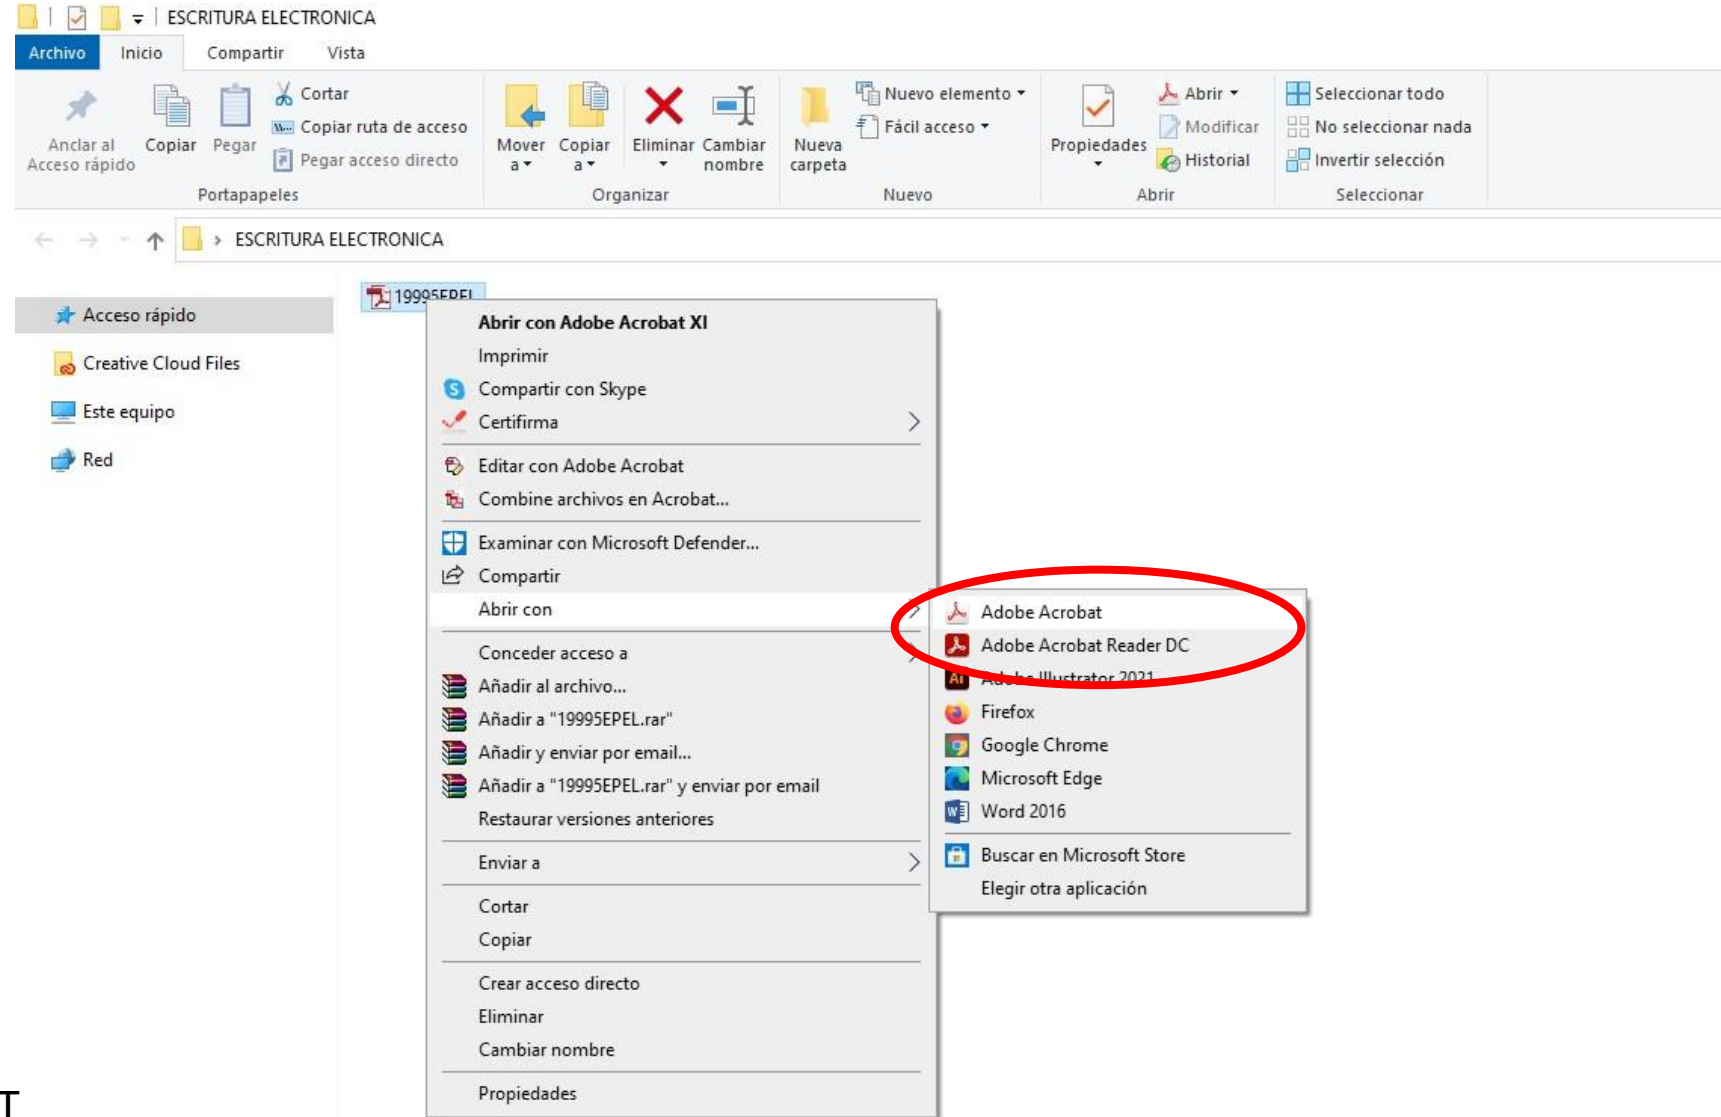 ESCRITURA ELECTRONICA
Archivo Inicio Compartir Vista
Anclar al Acceso rápido
Copiar
Pegar
Cortar
Copiar ruta de acceso
Pegar acceso directo
Portapapeles
Mover a
Copiar a
Eliminar
Cambiar nombre
Organizar
Nueva carpeta
Nuevo elemento
Fácil acceso
Nuevo
Propiedades
Abrir
Modificar
Historial
Abrir
Seleccionar todo
No seleccionar nada
Invertir selección
Seleccionar
ESCRITURA ELECTRONICA
Acceso rápido
Creative Cloud Files
Este equipo
Red
19995EPEL
Abrir con Adobe Acrobat XI
Imprimir
Compartir con Skype
Certifirma
Editar con Adobe Acrobat
Combine archivos en Acrobat...
Examinar con Microsoft Defender...
Compartir
Abrir con
Conceder acceso a
Añadir al archivo...
Añadir a "19995EPEL.rar"
Añadir y enviar por email...
Añadir a "19995EPEL.rar" y enviar por email
Restaurar versiones anteriores
Enviar a
Cortar
Copiar
Crear acceso directo
Eliminar
Cambiar nombre
Propiedades
Adobe Acrobat
Adobe Acrobat Reader DC
Adobe Illustrator 2021
Firefox
Google Chrome
Microsoft Edge
Word 2016
Buscar en Microsoft Store
Elegir otra aplicación
T